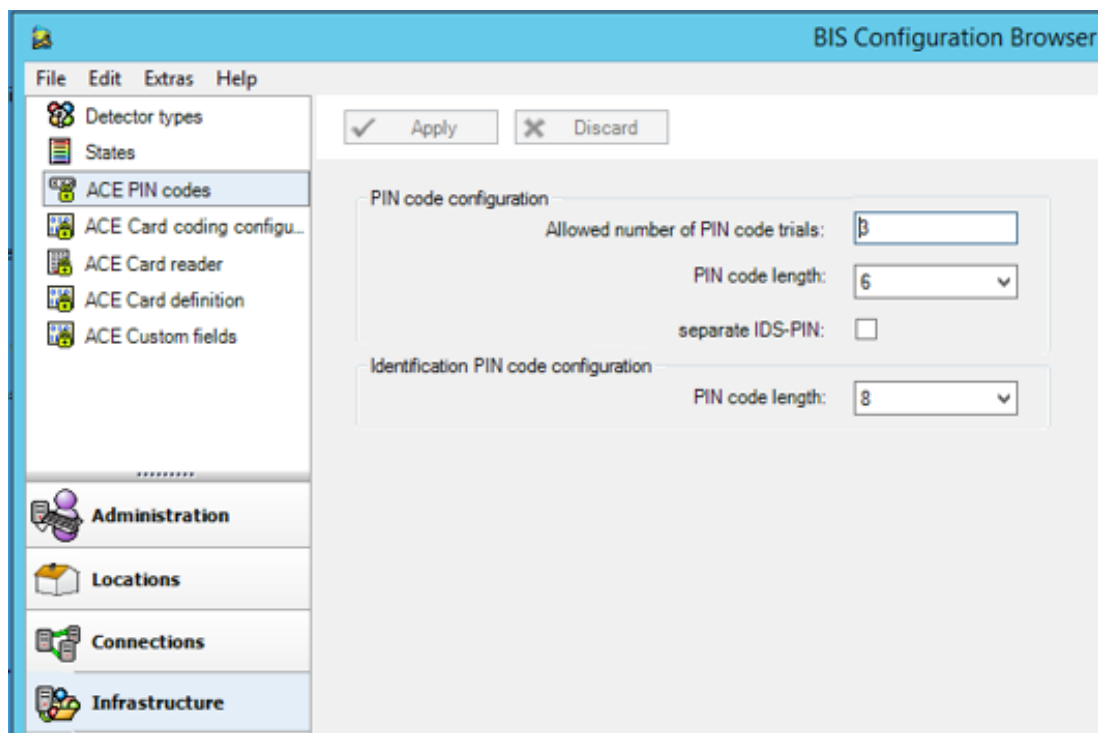 BIS Configuration Browser
File Edit Extras Help
Detector types
States
ACE PIN codes
ACE Card coding configu...
ACE Card reader
ACE Card definition
ACE Custom fields
Administration
Locations
Connections
Infrastructure
Apply Discard
PIN code configuration
Allowed number of PIN code trials: 3
PIN code length: 6
separate IDS-PIN:
Identification PIN code configuration
PIN code length: 8